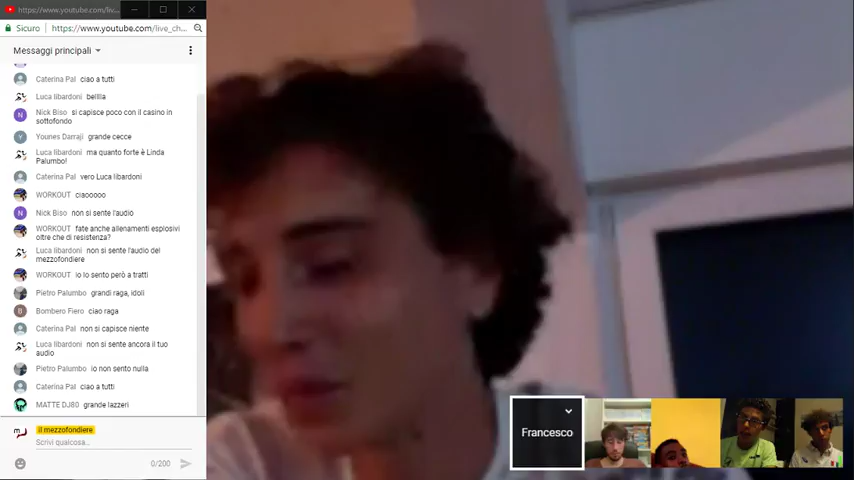 https://www.youtube.com/liv...
Sicuro https://www.youtube.com/live_ch...
Messaggi principali
Caterina Pal ciao a tutti
Luca libardoni belllla
Nick Biso si capisce poco con il casino in
sottofondo
Younes Darraji grande cecce
Luca libardoni ma quanto forte è Linda
Palumbo!
Caterina Pal vero Luca libardoni
WORKOUT ciaooooo
Nick Biso non si sente l'audio
WORKOUT fate anche allenamenti esplosivi
oltre che di resistenza?
Luca libardoni non si sente l'audio del
mezzofondiere
WORKOUT io lo sento però a tratti
Pietro Palumbo grandi raga, idoli
Bombero Fiero ciao raga
Caterina Pal non si capisce niente
Luca libardoni non si sente ancora il tuo
audio
Pietro Palumbo io non sento nulla
Caterina Pal ciao a tutti
MATTE DJ80 grande lazzeri
il mezzofondiere
Scrivi qualcosa...
0/200
Francesco